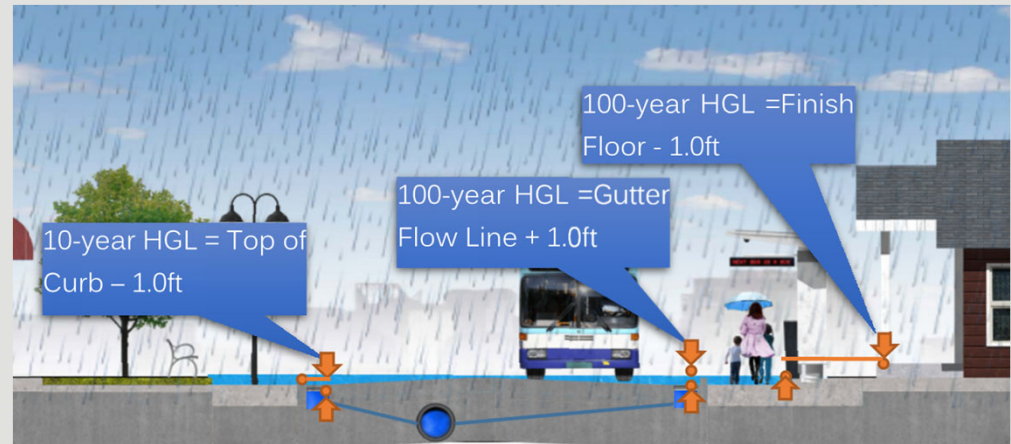 100-year HGL =Finish
Floor - 1.0ft
100-year HGL =Gutter
Flow Line + 1.0ft
10-year HGL = Top of
Curb – 1.0ft